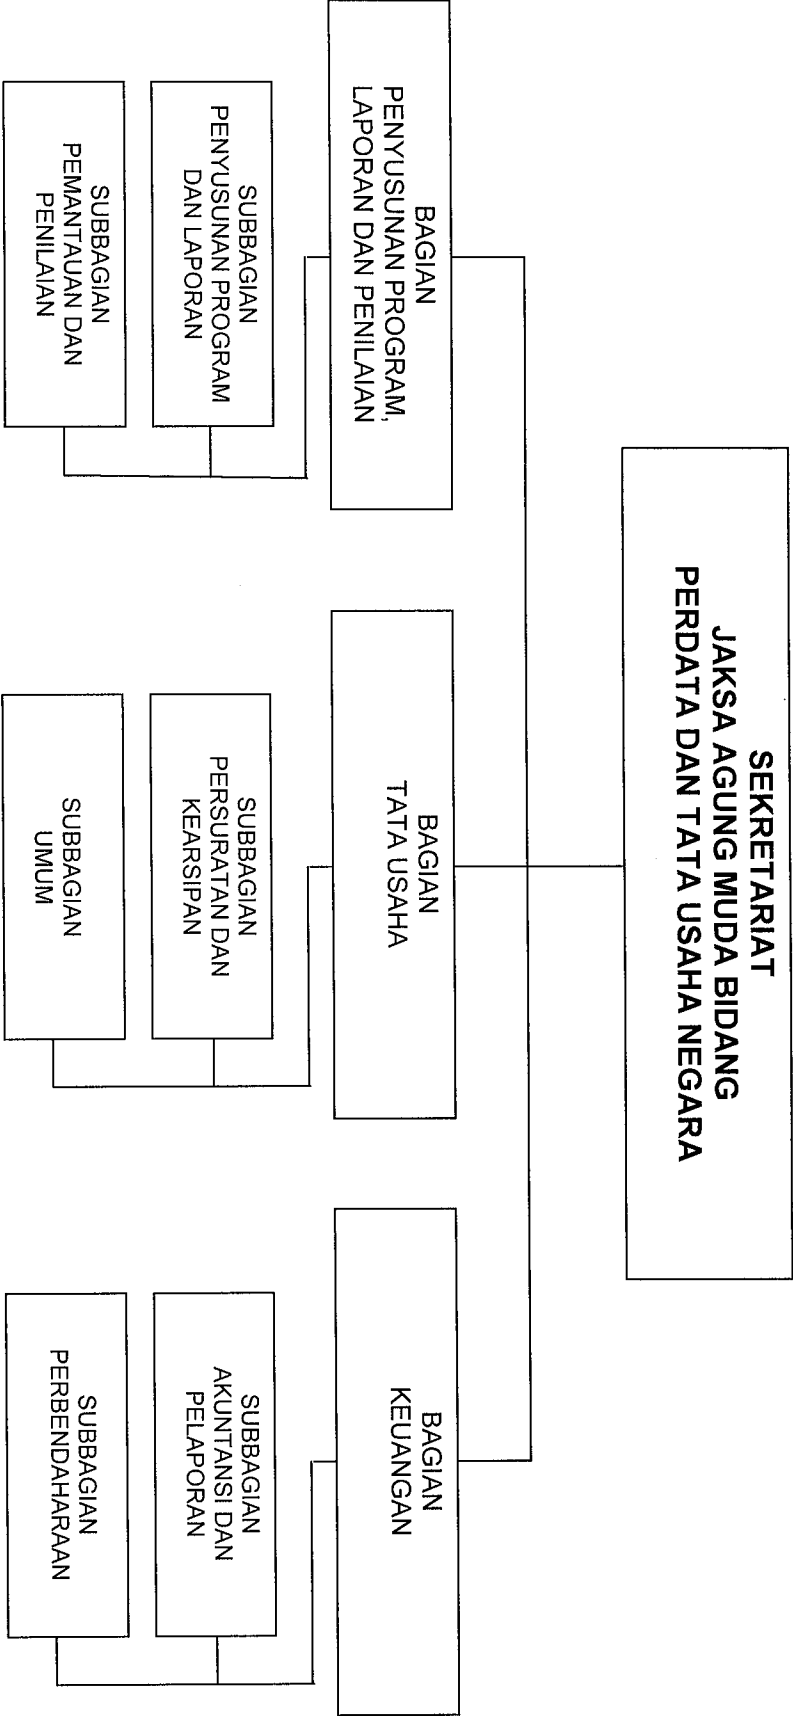 SEKRETARIAT
JAKSA AGUNG MUDA BIDANG
PERDATA DAN TATA USAHA NEGARA
BAGIAN
PENYUSUNAN PROGRAM,
LAPORAN DAN PENILAIAN
SUBBAGIAN
PENYUSUNAN PROGRAM
DAN LAPORAN
SUBBAGIAN
PEMANTAUAN DAN
PENILAIAN
BAGIAN
TATA USAHA
SUBBAGIAN
PERSURATAN DAN
KEARSIPAN
SUBBAGIAN
UMUM
BAGIAN
KEUANGAN
SUBBAGIAN
AKUNTANSI DAN
PELAPORAN
SUBBAGIAN
PERBENDAHARAAN